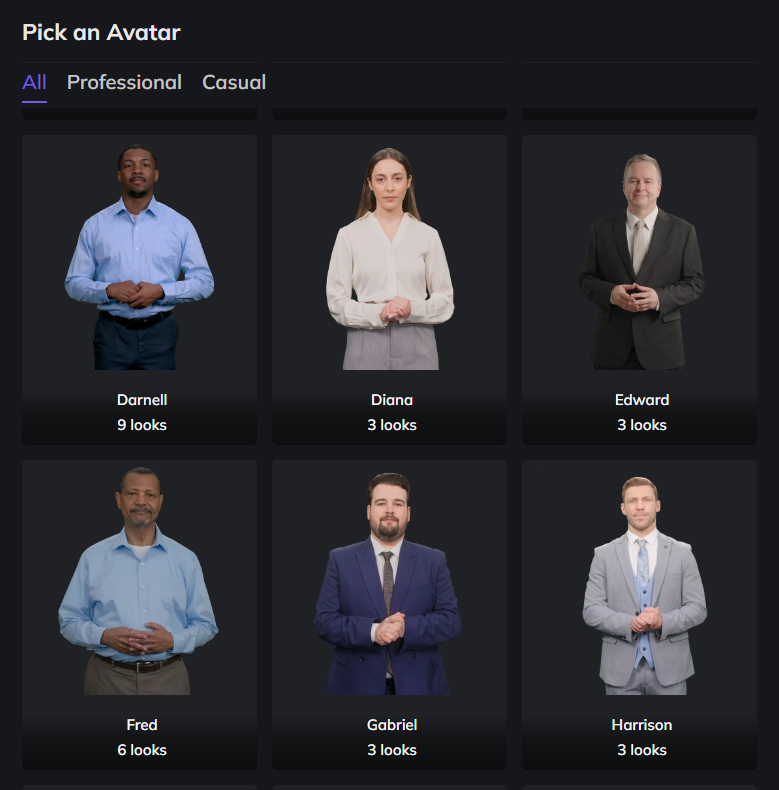 Pick an Avatar
All Professional Casual
Darnell Diana Edward
9 looks 3 looks 3 looks
Fred Gabriel Harrison
6 looks 3 looks 3 looks